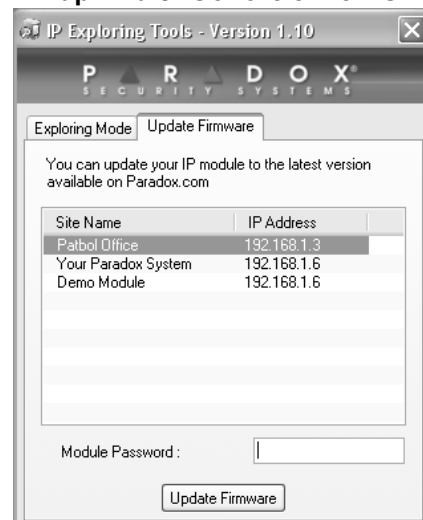 IP Exploring Tools - Version 1.10
PARADOX®
SECURITY SYSTEMS
Exploring Mode Update Firmware
You can update your IP module to the latest version
available on Paradox.com
Site Name IP Address
Patbol Office 192.168.1.3
Your Paradox System 192.168.1.6
Demo Module 192.168.1.6
Module Password :
Update Firmware